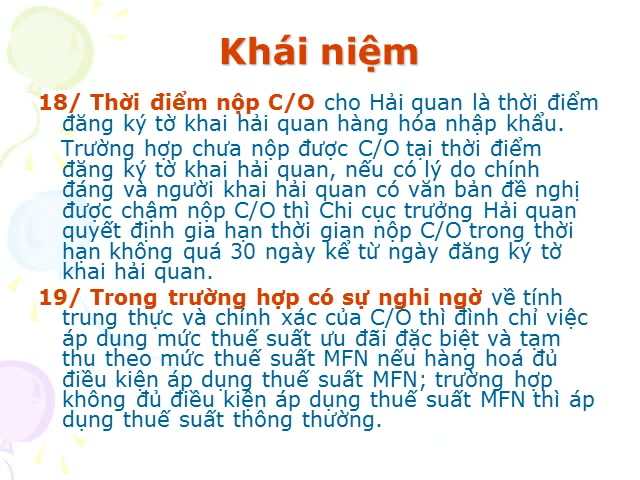 Khái niệm
18/ Thời điểm nộp C/O cho Hải quan là thời điểm
đăng ký tờ khai hải quan hàng hóa nhập khẩu.
Trường hợp chưa nộp được C/O tại thời điểm
đăng ký tờ khai hải quan, nếu có lý do chính
đáng và người khai hải quan có văn bản đề nghị
được chậm nộp C/O thì Chi cục trưởng Hải quan
quyết định gia hạn thời gian nộp C/O trong thời
hạn không quá 30 ngày kể từ ngày đăng ký tờ
khai hải quan.
19/ Trong trường hợp có sự nghi ngờ về tính
trung thực và chính xác của C/O thì đình chỉ việc
áp dụng mức thuế suất ưu đãi đặc biệt và tạm
thu theo mức thuế suất MFN nếu hàng hoá đủ
điều kiện áp dụng thuế suất MFN; trường hợp
không đủ điều kiện áp dụng thuế suất MFN thì áp
dụng thuế suất thông thường.